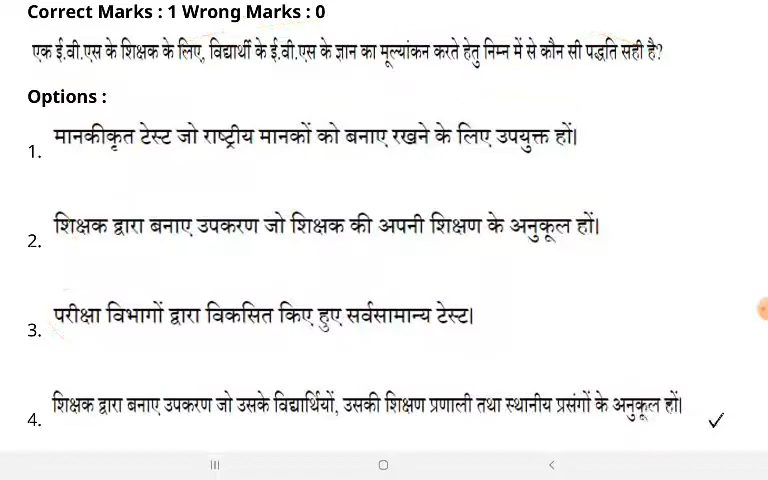 Correct Marks : 1 Wrong Marks : 0
एक ई.वी.एस के शिक्षक के लिए, विद्यार्थी के ई.वी.एस के ज्ञान का मूल्यांकन करते हेतु निम्न में से कौन सी पद्धति सही है?
Options :
1. मानकीकृत टेस्ट जो राष्ट्रीय मानकों को बनाए रखने के लिए उपयुक्त हों।
2. शिक्षक द्वारा बनाए उपकरण जो शिक्षक की अपनी शिक्षण के अनुकूल हों।
3. परीक्षा विभागों द्वारा विकसित किए हुए सर्वसामान्य टेस्ट।
4. शिक्षक द्वारा बनाए उपकरण जो उसके विद्यार्थियों, उसकी शिक्षण प्रणाली तथा स्थानीय प्रसंगों के अनुकूल हों।